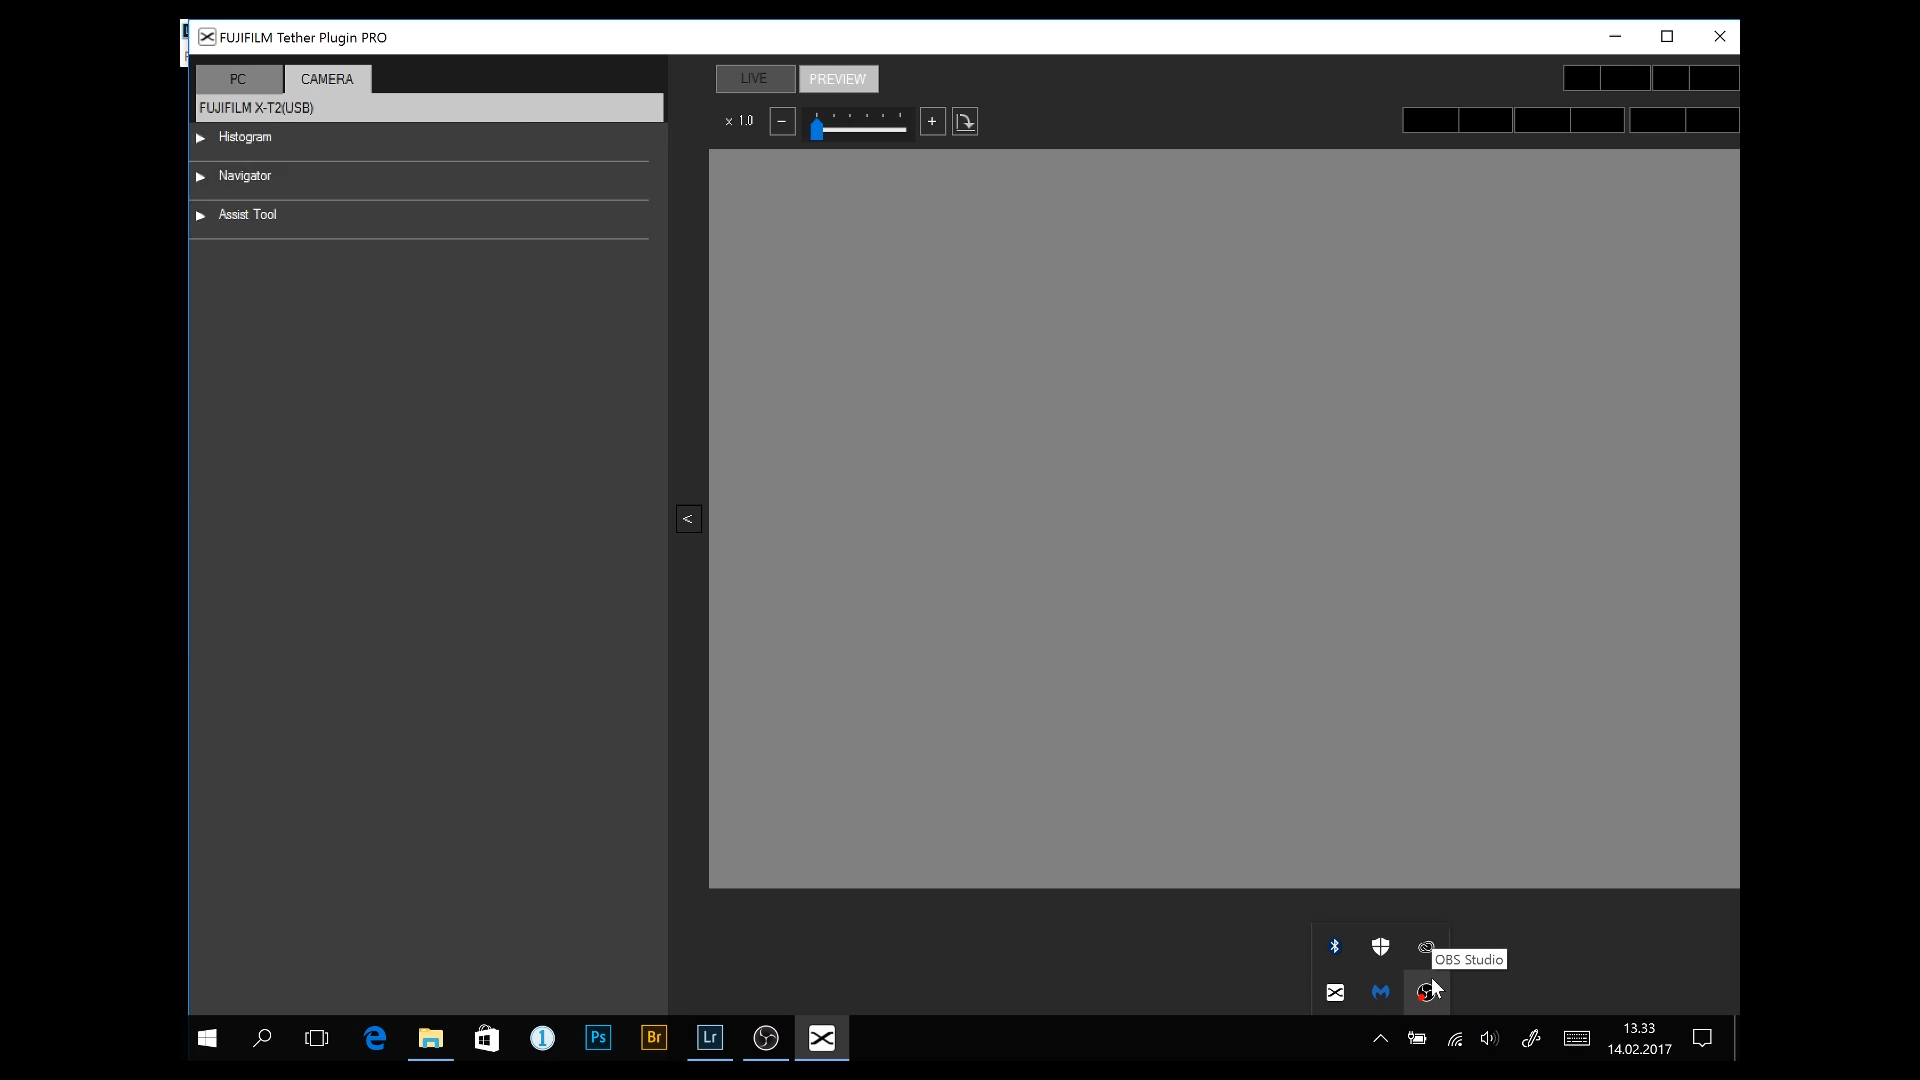 FUJIFILM Tether Plugin PRO
PC CAMERA
LIVE PREVIEW
FUJIFILM X-T2(USB)
x 1.0 − +
Histogram
Navigator
Assist Tool
<
OBS Studio
1 Ps Br Lr
13.33
14.02.2017